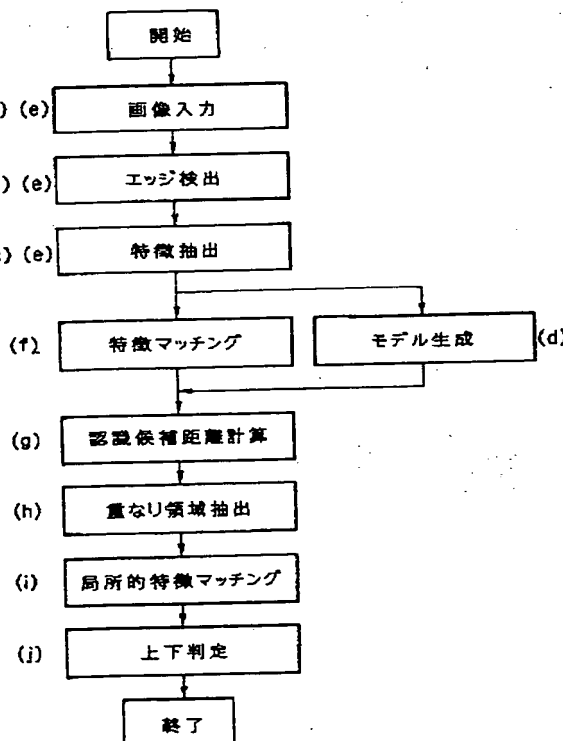 開始
) (e) 画像入力
) (e) エッジ検出
) (e) 特徴抽出
(f) 特徴マッチング モデル生成 (d)
(g) 認識候補距離計算
(h) 重なり領域抽出
(i) 局所的特徴マッチング
(j) 上下判定
終了